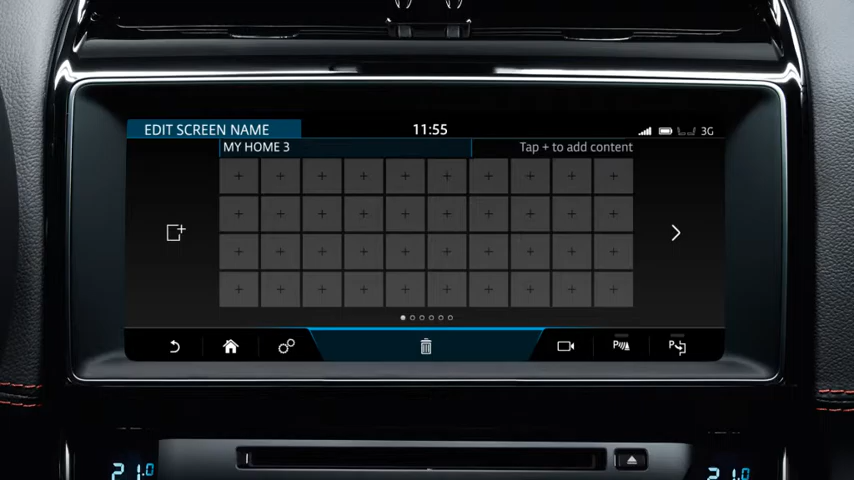 EDIT SCREEN NAME
11:55
3G
MY HOME 3
Tap + to add content
P
P
21.0
21.0